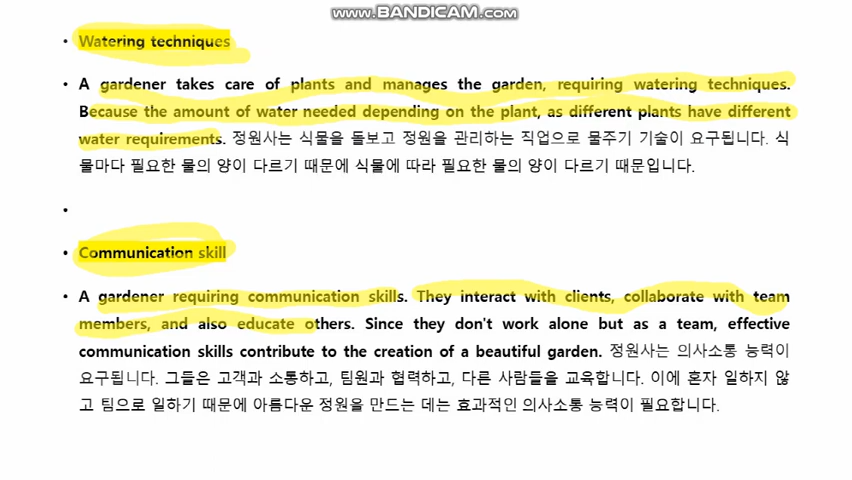 www.BANDICAM.com
• Watering techniques
• A gardener takes care of plants and manages the garden, requiring watering techniques.
Because the amount of water needed depending on the plant, as different plants have different
water requirements. 정원사는 식물을 돌보고 정원을 관리하는 직업으로 물주기 기술이 요구됩니다. 식
물마다 필요한 물의 양이 다르기 때문에 식물에 따라 필요한 물의 양이 다르기 때문입니다.
•
• Communication skill
• A gardener requiring communication skills. They interact with clients, collaborate with team
members, and also educate others. Since they don't work alone but as a team, effective
communication skills contribute to the creation of a beautiful garden. 정원사는 의사소통 능력이
요구됩니다. 그들은 고객과 소통하고, 팀원과 협력하고, 다른 사람들을 교육합니다. 이에 혼자 일하지 않
고 팀으로 일하기 때문에 아름다운 정원을 만드는 데는 효과적인 의사소통 능력이 필요합니다.